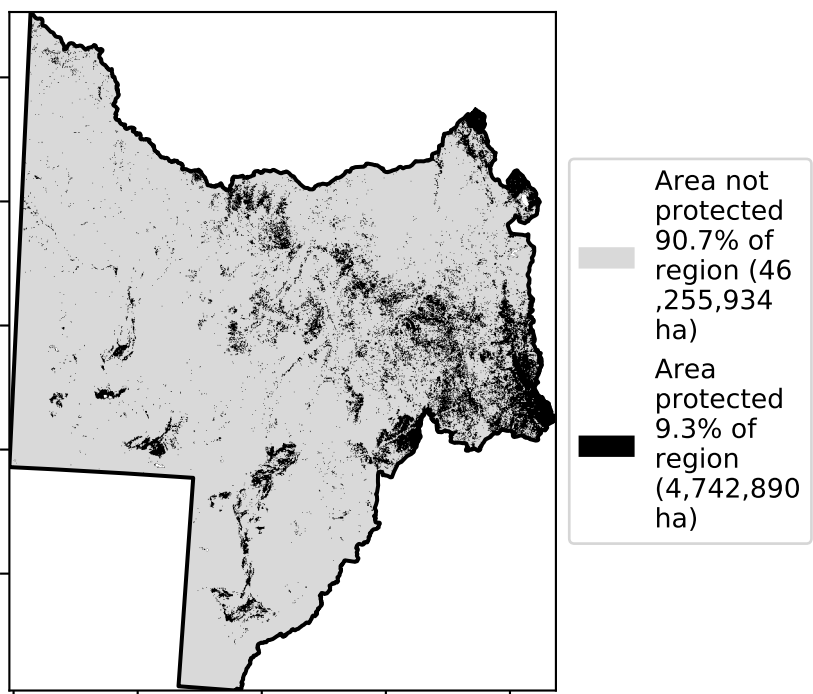 Area not
protected
90.7% of
region (46
,255,934
ha)
Area
protected
9.3% of
region
(4,742,890
ha)